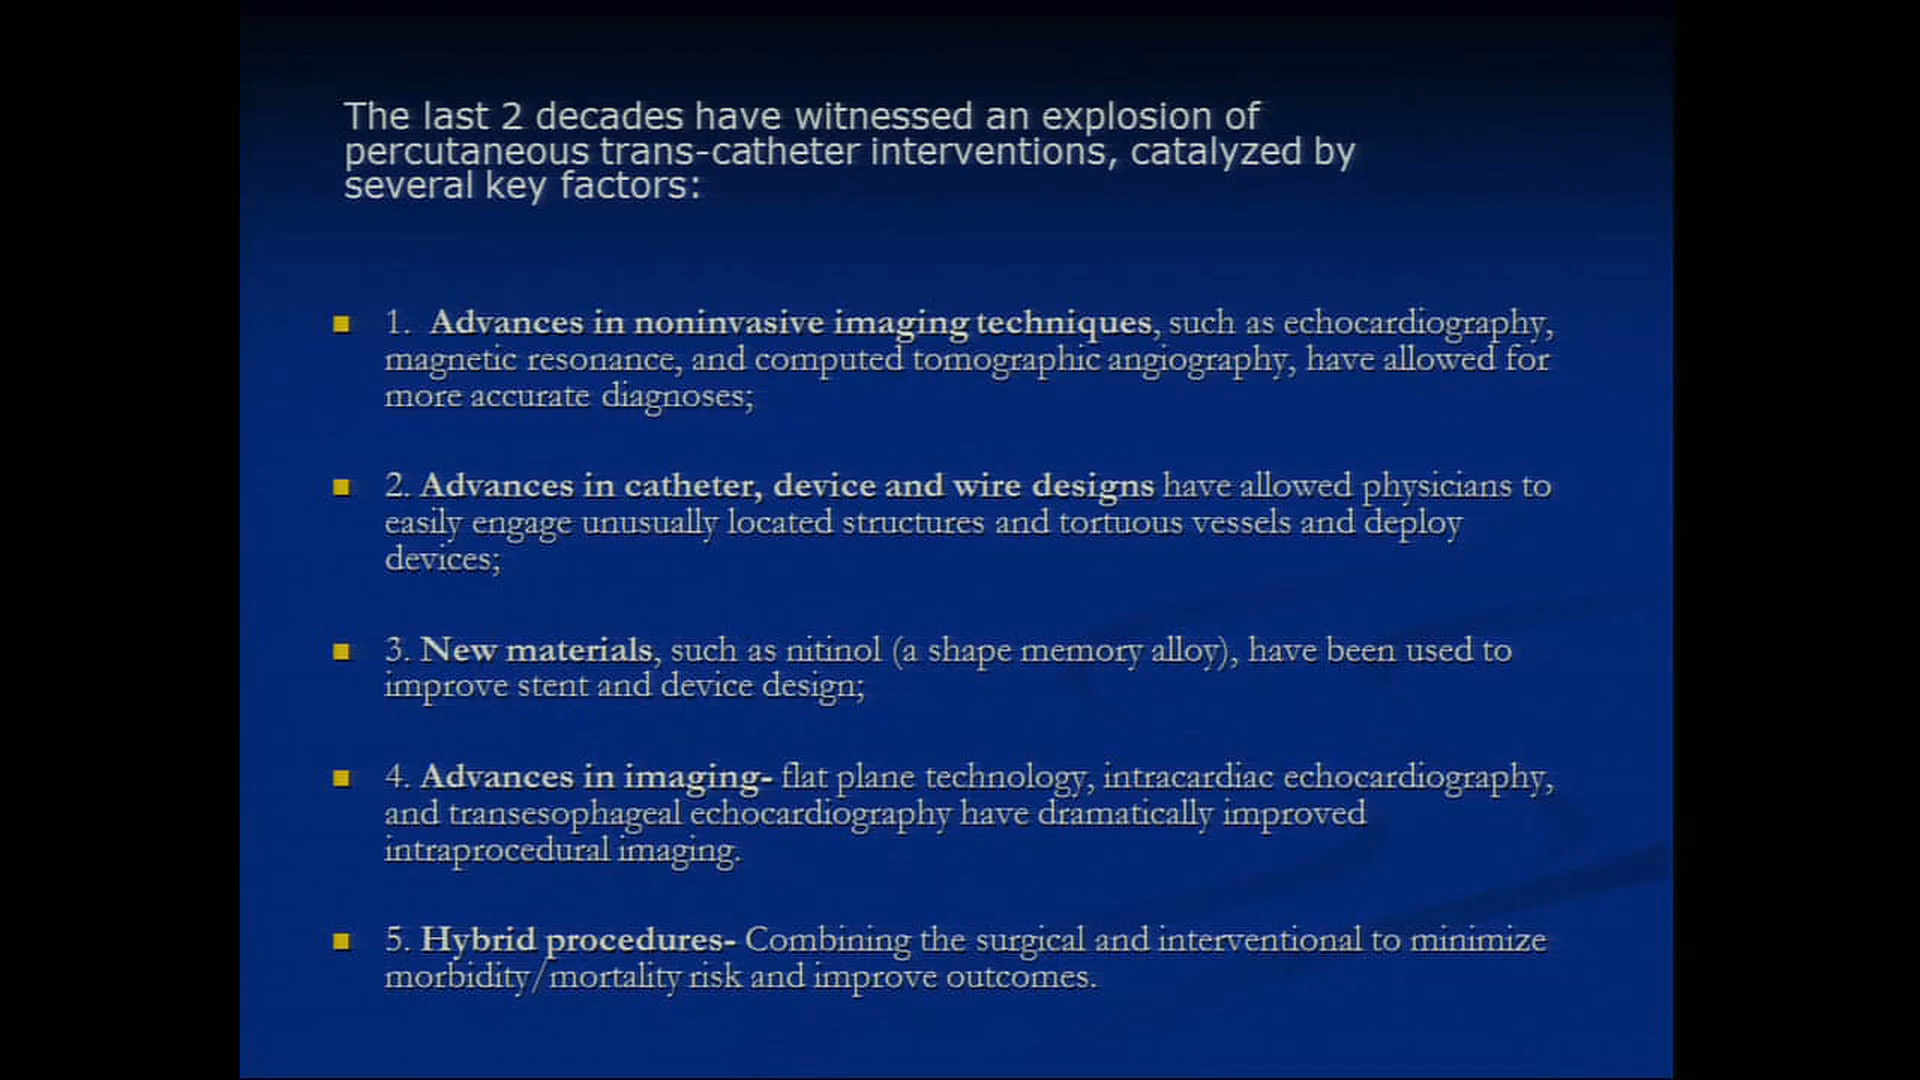 The last 2 decades have witnessed an explosion of
percutaneous trans-catheter interventions, catalyzed by
several key factors:
1. Advances in noninvasive imaging techniques, such as echocardiography,
magnetic resonance, and computed tomographic angiography, have allowed for
more accurate diagnoses;
2. Advances in catheter, device and wire designs have allowed physicians to
easily engage unusually located structures and tortuous vessels and deploy
devices;
3. New materials, such as nitinol (a shape memory alloy), have been used to
improve stent and device design;
4. Advances in imaging- flat plane technology, intracardiac echocardiography,
and transesophageal echocardiography have dramatically improved
intraprocedural imaging.
5. Hybrid procedures- Combining the surgical and interventional to minimize
morbidity/mortality risk and improve outcomes.